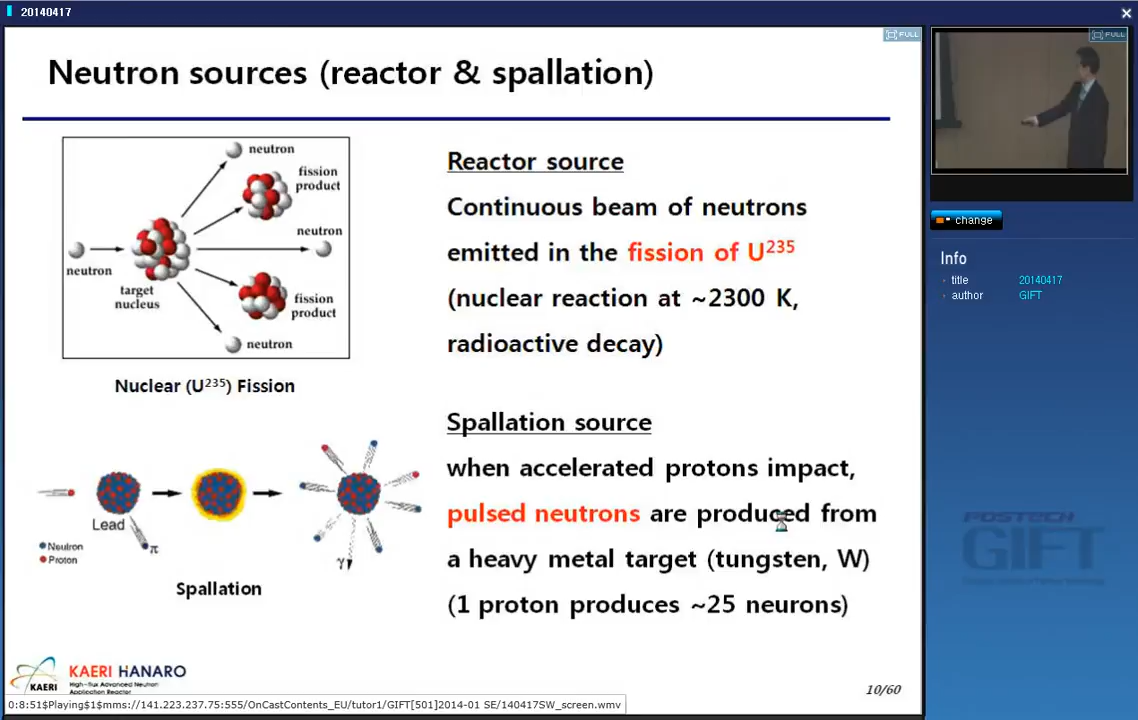 20140417
FULL
FULL
Neutron sources (reactor & spallation)
neutron
fission
product
neutron
neutron
target
nucleus
fission
product
neutron
Nuclear (U²³⁵) Fission
Reactor source
Continuous beam of neutrons
emitted in the fission of U²³⁵
(nuclear reaction at ~2300 K,
radioactive decay)
Lead
π
γ
Neutron
Proton
Spallation
Spallation source
when accelerated protons impact,
pulsed neutrons are produced from
a heavy metal target (tungsten, W)
(1 proton produces ~25 neurons)
KAERI
KAERI HANARO
High-flux Advanced Neutron
Application Reactor
10/60
0:8:51$Playing$1$mms://141.223.237.75:555/OnCastContents_EU/tutor1/GIFT[501]2014-01 SE/140417SW_screen.wmv
change
Info
title 20140417
author GIFT
POSTECH
GIFT